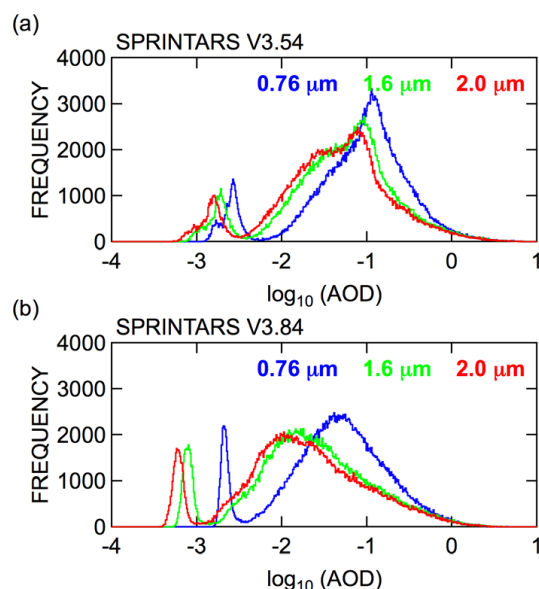 (a)
SPRINTARS V3.54
0.76 μm 1.6 μm 2.0 μm
FREQUENCY
4000
3000
2000
1000
0
-4 -3 -2 -1 0 1
log10 (AOD)
(b)
SPRINTARS V3.84
0.76 μm 1.6 μm 2.0 μm
FREQUENCY
4000
3000
2000
1000
0
-4 -3 -2 -1 0 1
log10 (AOD)